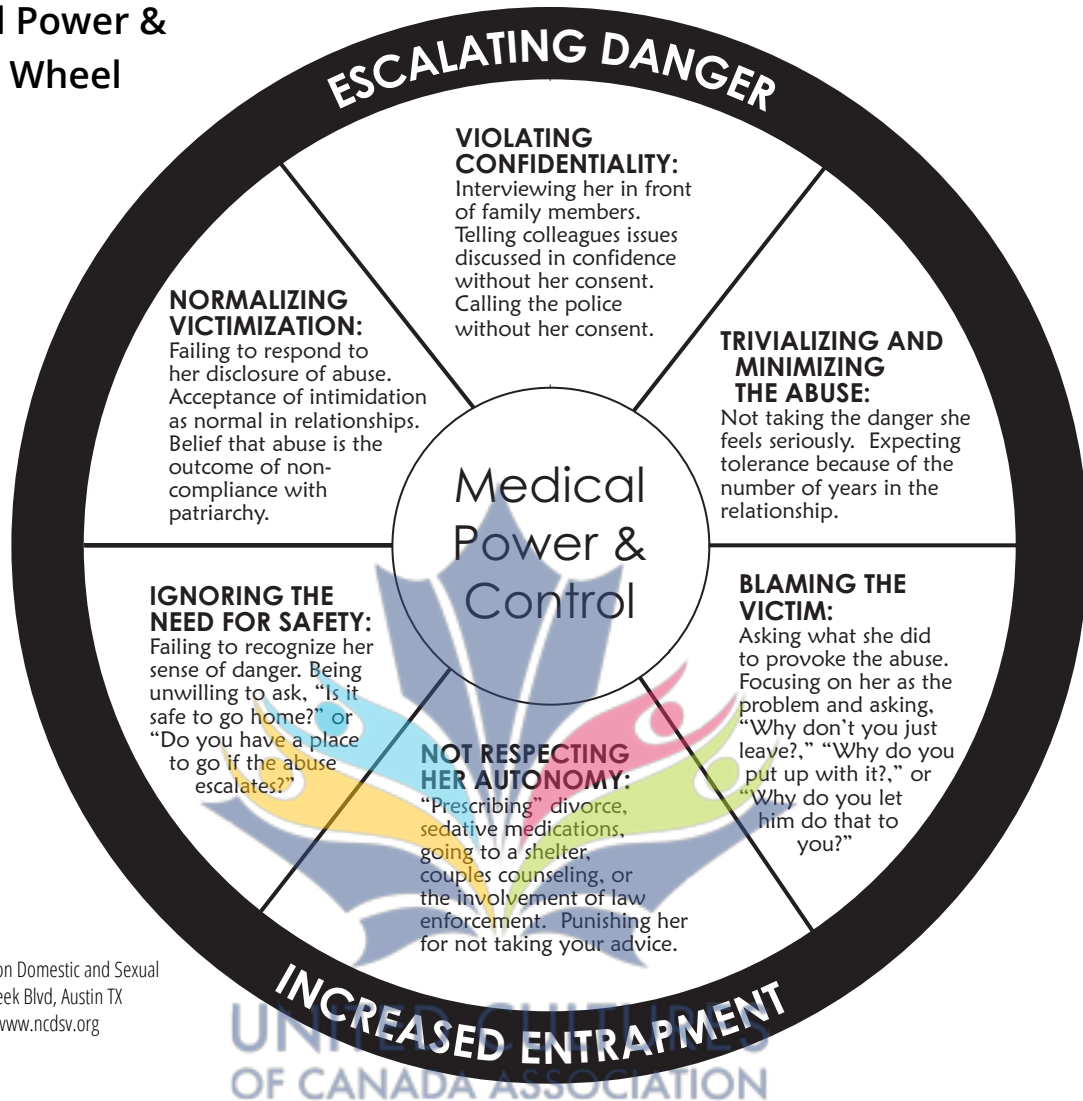 l Power &
Wheel
ESCALATING DANGER
VIOLATING
CONFIDENTIALITY:
Interviewing her in front
of family members.
Telling colleagues issues
discussed in confidence
without her consent.
Calling the police
without her consent.
TRIVIALIZING AND
MINIMIZING
THE ABUSE:
Not taking the danger she
feels seriously.  Expecting
tolerance because of the
number of years in the
relationship.
BLAMING THE
VICTIM:
Asking what she did
to provoke the abuse.
Focusing on her as the
problem and asking,
“Why don’t you just
leave?,” “Why do you
put up with it?,” or
“Why do you let
him do that to
you?”
NOT RESPECTING
HER AUTONOMY:
“Prescribing” divorce,
sedative medications,
going to a shelter,
couples counseling, or
the involvement of law
enforcement.  Punishing her
for not taking your advice.
IGNORING THE
NEED FOR SAFETY:
Failing to recognize her
sense of danger. Being
unwilling to ask, “Is it
safe to go home?” or
“Do you have a place
to go if the abuse
escalates?”
NORMALIZING
VICTIMIZATION:
Failing to respond to
her disclosure of abuse.
Acceptance of intimidation
as normal in relationships.
Belief that abuse is the
outcome of non-
compliance with
patriarchy.
Medical
Power &
Control
INCREASED ENTRAPMENT
on Domestic and Sexual
eek Blvd, Austin TX
www.ncdsv.org
UNITED CULTURES
OF CANADA ASSOCIATION